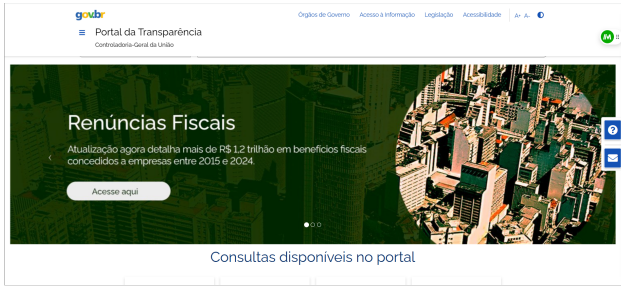 gov.br
Órgãos de Governo Acesso à Informação Legislação Acessibilidade A+ A-
Portal da Transparência
Controladoria-Geral da União
Renúncias Fiscais
Atualização agora detalha mais de R$ 1,2 trilhão em benefícios fiscais
concedidos a empresas entre 2015 e 2024.
Acesse aqui
Consultas disponíveis no portal